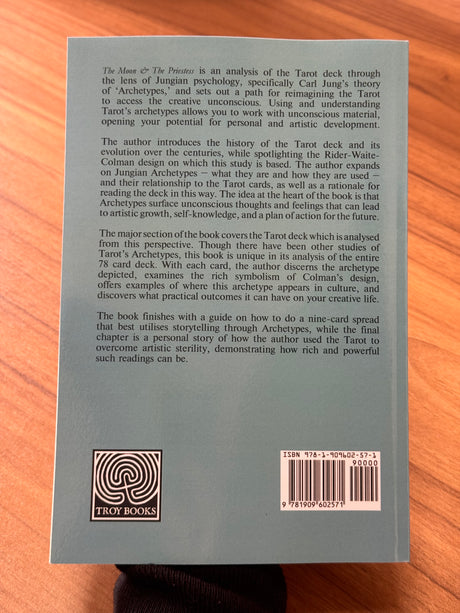 The Moon & The Priestess is an analysis of the Tarot deck through
the lens of Jungian psychology, specifically Carl Jung's theory
of 'Archetypes,' and sets out a path for reimagining the Tarot
to access the creative unconscious. Using and understanding
Tarot's archetypes allows you to work with unconscious material,
opening your potential for personal and artistic development.
The author introduces the history of the Tarot deck and its
evolution over the centuries, while spotlighting the Rider-Waite-
Colman design on which this study is based. The author expands
on Jungian Archetypes — what they are and how they are used —
and their relationship to the Tarot cards, as well as a rationale for
reading the deck in this way. The idea at the heart of the book is that
Archetypes surface unconscious thoughts and feelings that can lead
to artistic growth, self-knowledge, and a plan of action for the future.
The major section of the book covers the Tarot deck which is analysed
from this perspective. Though there have been other studies of
Tarot's Archetypes, this book is unique in its analysis of the entire
78 card deck. With each card, the author discerns the archetype
depicted, examines the rich symbolism of Colman's design,
offers examples of where this archetype appears in culture, and
discovers what practical outcomes it can have on your creative life.
The book finishes with a guide on how to do a nine-card spread
that best utilises storytelling through Archetypes, while the final
chapter is a personal story of how the author used the Tarot to
overcome artistic sterility, demonstrating how rich and powerful
such readings can be.
TROY BOOKS
ISBN 978-1-909602-57-1
90000
9 781909 602571